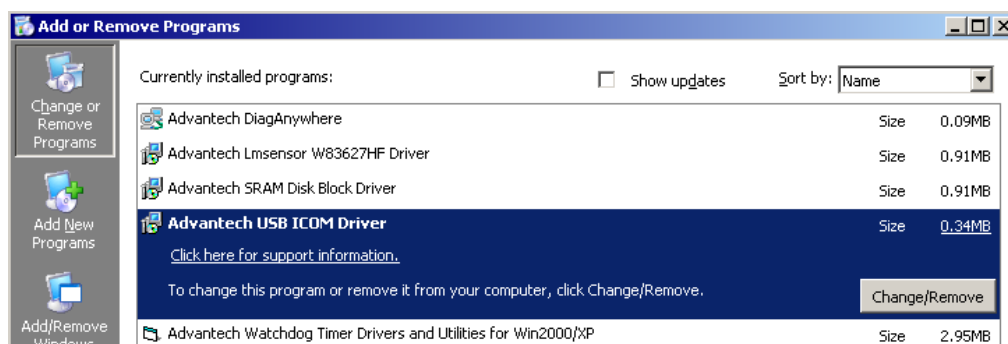 Add or Remove Programs
Change or
Remove
Programs
Add New
Programs
Add/Remove
Windows
Currently installed programs:
Show updates
Sort by: Name
Advantech DiagAnywhere Size 0.09MB
Advantech Lmsensor W83627HF Driver Size 0.91MB
Advantech SRAM Disk Block Driver Size 0.91MB
Advantech USB ICOM Driver Size 0.34MB
Click here for support information.
To change this program or remove it from your computer, click Change/Remove.
Change/Remove
Advantech Watchdog Timer Drivers and Utilities for Win2000/XP Size 2.95MB